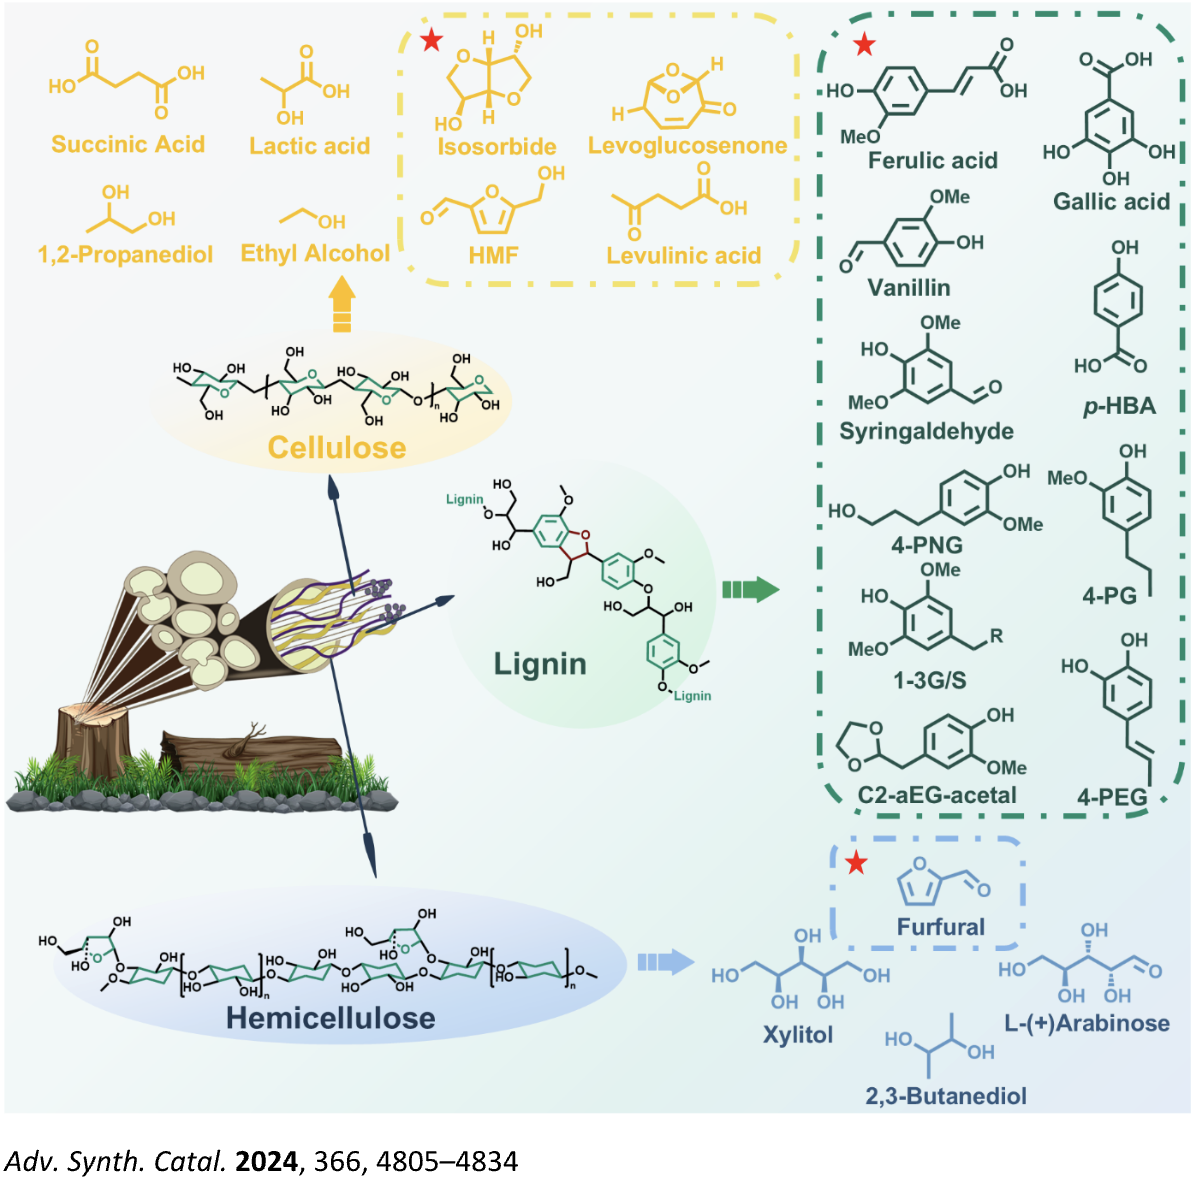 Succinic Acid
Lactic acid
1,2-Propanediol
Ethyl Alcohol
Isosorbide
Levoglucosenone
HMF
Levulinic acid
Cellulose
Lignin
Lignin
Lignin
Hemicellulose
Ferulic acid
Gallic acid
Vanillin
p-HBA
Syringaldehyde
4-PNG
4-PG
1-3G/S
C2-aEG-acetal
4-PEG
Furfural
Xylitol
L-(+)Arabinose
2,3-Butanediol
Adv. Synth. Catal. 2024, 366, 4805–4834